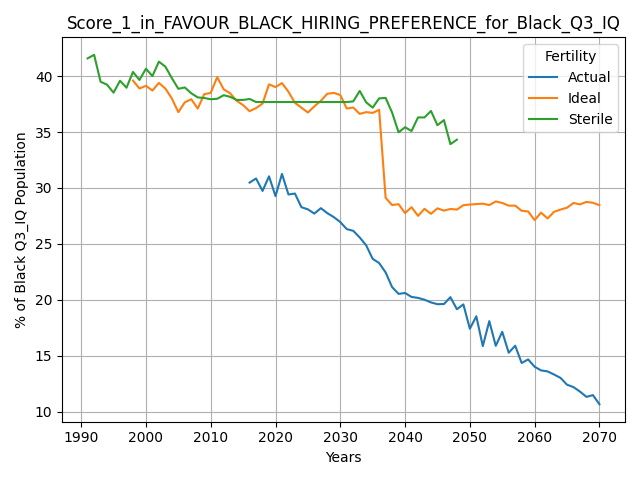 Score_1_in_FAVOUR_BLACK_HIRING_PREFERENCE_for_Black_Q3_IQ
Fertility
Actual
Ideal
Sterile
% of Black Q3_IQ Population
40
35
30
25
20
15
10
1990 2000 2010 2020 2030 2040 2050 2060 2070
Years